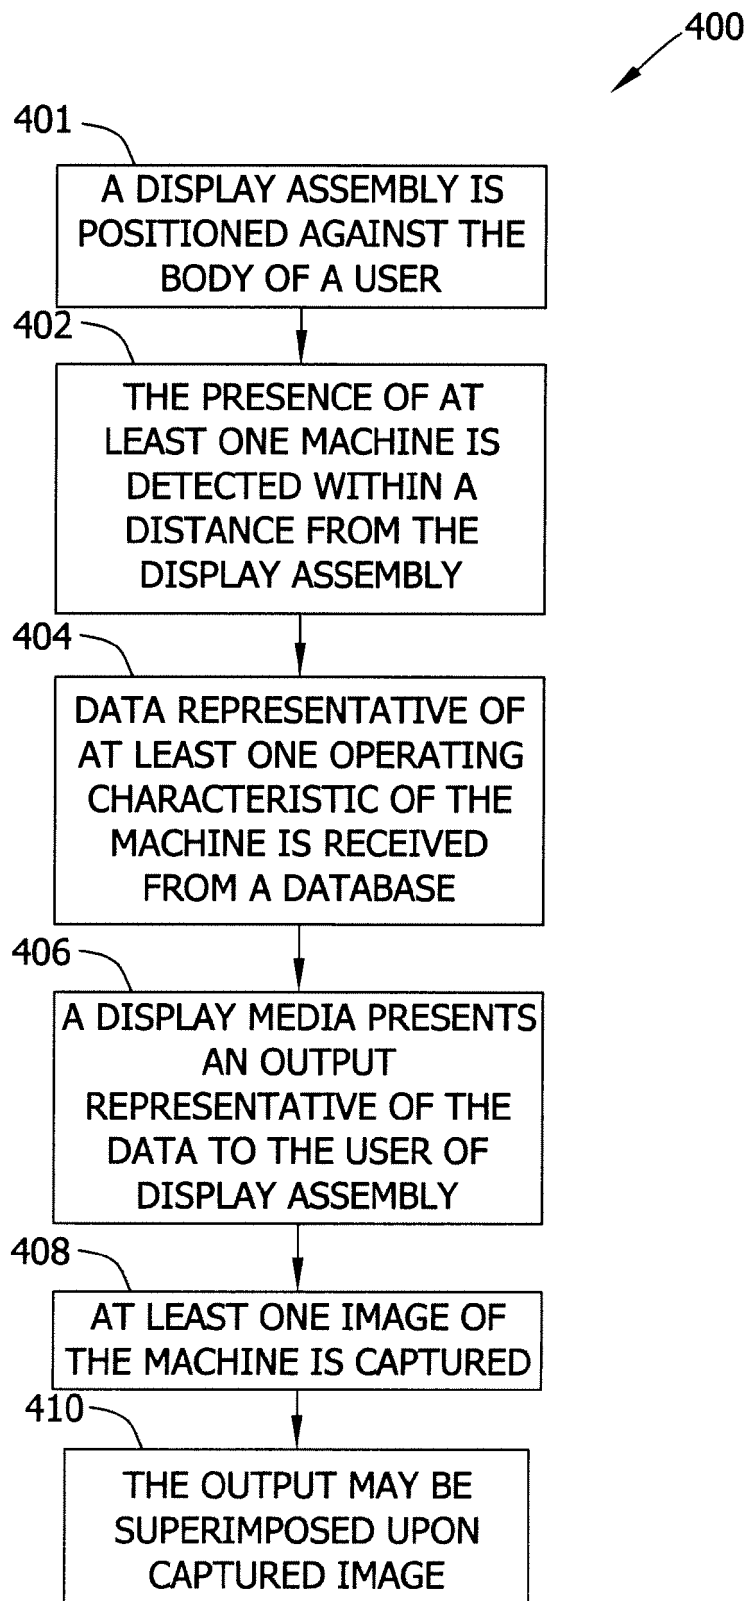 400
401
A DISPLAY ASSEMBLY IS
POSITIONED AGAINST THE
BODY OF A USER
402
THE PRESENCE OF AT
LEAST ONE MACHINE IS
DETECTED WITHIN A
DISTANCE FROM THE
DISPLAY ASSEMBLY
404
DATA REPRESENTATIVE OF
AT LEAST ONE OPERATING
CHARACTERISTIC OF THE
MACHINE IS RECEIVED
FROM A DATABASE
406
A DISPLAY MEDIA PRESENTS
AN OUTPUT
REPRESENTATIVE OF THE
DATA TO THE USER OF
DISPLAY ASSEMBLY
408
AT LEAST ONE IMAGE OF
THE MACHINE IS CAPTURED
410
THE OUTPUT MAY BE
SUPERIMPOSED UPON
CAPTURED IMAGE